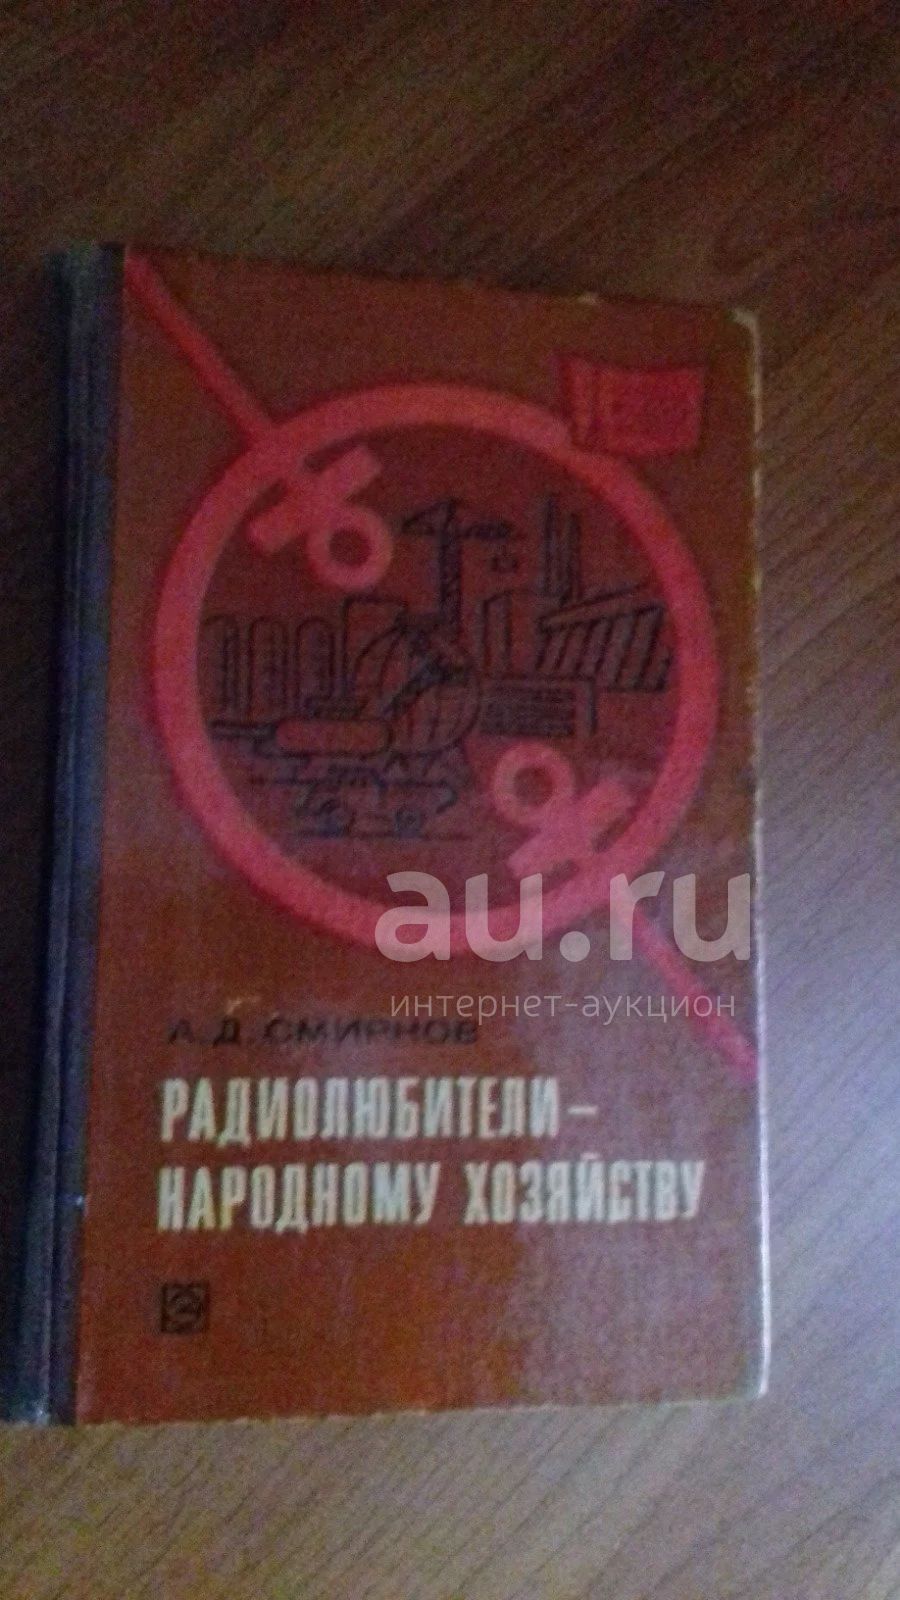 au.ru
интернет-аукцион
А. Д. СМИРНОВ
РАДИОЛЮБИТЕЛИ –
НАРОДНОМУ ХОЗЯЙСТВУ